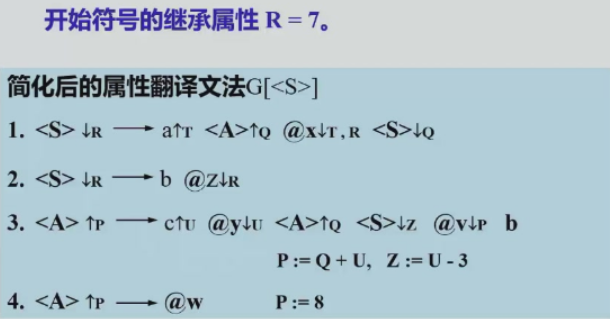 开始符号的继承属性 R = 7。
简化后的属性翻译文法G[<S>]
1. <S> ↓R → a↑T <A>↑Q @x↓T, R <S>↓Q
2. <S> ↓R → b @Z↓R
3. <A> ↑P → c↑U @y↓U <A>↑Q <S>↓Z @v↓P b
P := Q + U, Z := U - 3
4. <A> ↑P → @w P := 8